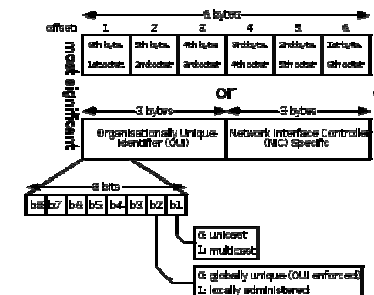 6 bytes
offset: 1 2 3 4 5 6
6th byte 5th byte 4th byte 3rd byte 2nd byte 1st byte
1st octet 2nd octet 3rd octet 4th octet 5th octet 6th octet
most significant
or
3 bytes 3 bytes
Organisationally Unique
Identifier (OUI)
Network Interface Controller
(NIC) Specific
8 bits
b8 b7 b6 b5 b4 b3 b2 b1
0: unicast
1: multicast
0: globally unique (OUI enforced)
1: locally administered